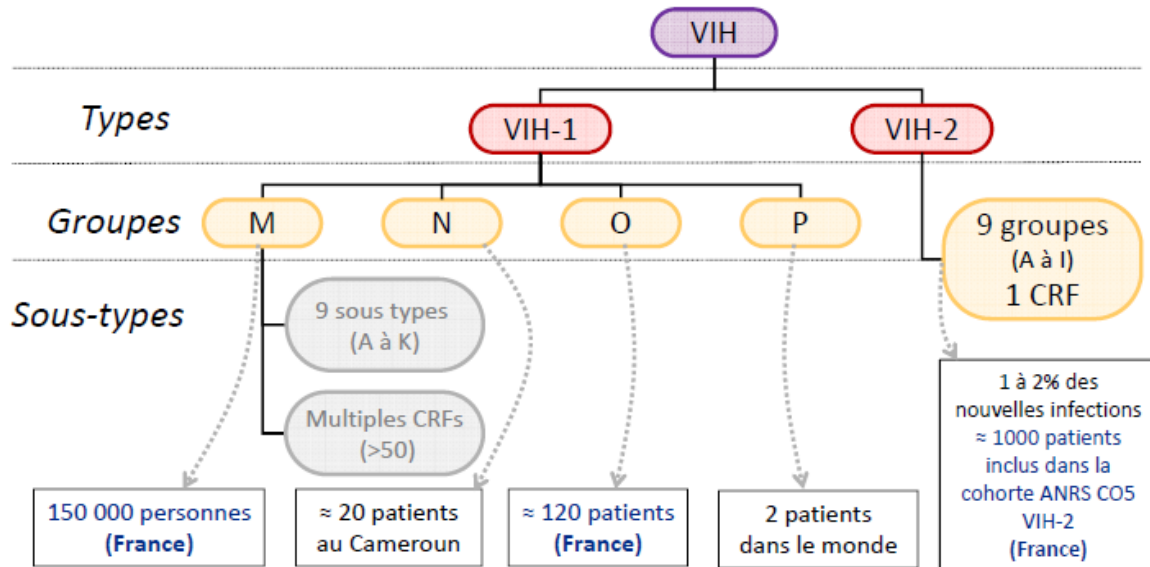 VIH
Types
VIH-1
VIH-2
Groupes
M
N
O
P
9 groupes
(A à I)
1 CRF
Sous-types
9 sous types
(A à K)
Multiples CRFs
(>50)
150 000 personnes
(France)
≈ 20 patients
au Cameroun
≈ 120 patients
(France)
2 patients
dans le monde
1 à 2% des
nouvelles infections
≈ 1000 patients
inclus dans la
cohorte ANRS CO5
VIH-2
(France)